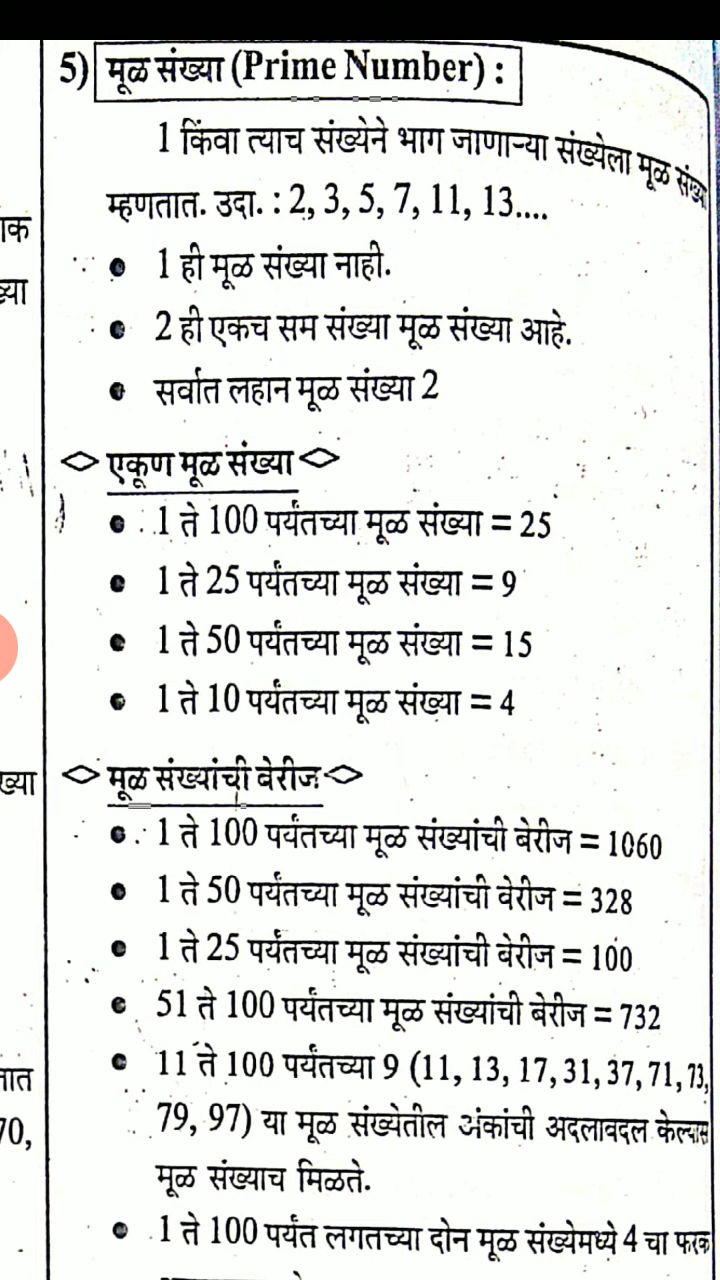 5) मूळ संख्या (Prime Number) :
1 किंवा त्याच संख्येने भाग जाणाऱ्या संख्येला मूळ संख्या
म्हणतात. उदा. : 2, 3, 5, 7, 11, 13....
ाक
• 1 ही मूळ संख्या नाही.
ख्या
• 2 ही एकच सम संख्या मूळ संख्या आहे.
• सर्वात लहान मूळ संख्या 2
◇ एकूण मूळ संख्या ◇
• 1 ते 100 पर्यंतच्या मूळ संख्या = 25
• 1 ते 25 पर्यंतच्या मूळ संख्या = 9
• 1 ते 50 पर्यंतच्या मूळ संख्या = 15
• 1 ते 10 पर्यंतच्या मूळ संख्या = 4
ख्या
◇ मूळ संख्यांची बेरीज ◇
• 1 ते 100 पर्यंतच्या मूळ संख्यांची बेरीज = 1060
• 1 ते 50 पर्यंतच्या मूळ संख्यांची बेरीज = 328
• 1 ते 25 पर्यंतच्या मूळ संख्यांची बेरीज = 100
• 51 ते 100 पर्यंतच्या मूळ संख्यांची बेरीज = 732
• 11 ते 100 पर्यंतच्या 9 (11, 13, 17, 31, 37, 71, 73,
तात
79, 97) या मूळ संख्येतील अंकांची अदलाबदल केल्यास
70,
मूळ संख्याच मिळते.
• 1 ते 100 पर्यंत लगतच्या दोन मूळ संख्येमध्ये 4 चा फरक